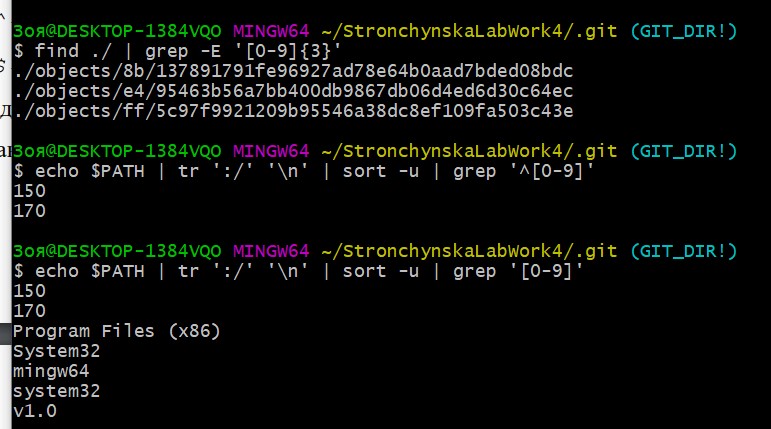 Зоя@DESKTOP-1384VQO MINGW64 ~/StronchynskaLabWork4/.git (GIT_DIR!)
$ find ./ | grep -E '[0-9]{3}'
./objects/8b/137891791fe96927ad78e64b0aad7bded08bdc
./objects/e4/95463b56a7bb400db9867db06d4ed6d30c64ec
./objects/ff/5c97f9921209b95546a38dc8ef109fa503c43e
Зоя@DESKTOP-1384VQO MINGW64 ~/StronchynskaLabWork4/.git (GIT_DIR!)
$ echo $PATH | tr ':/' '\n' | sort -u | grep '^[0-9]'
150
170
Зоя@DESKTOP-1384VQO MINGW64 ~/StronchynskaLabWork4/.git (GIT_DIR!)
$ echo $PATH | tr ':/' '\n' | sort -u | grep '[0-9]'
150
170
Program Files (x86)
System32
mingw64
system32
v1.0